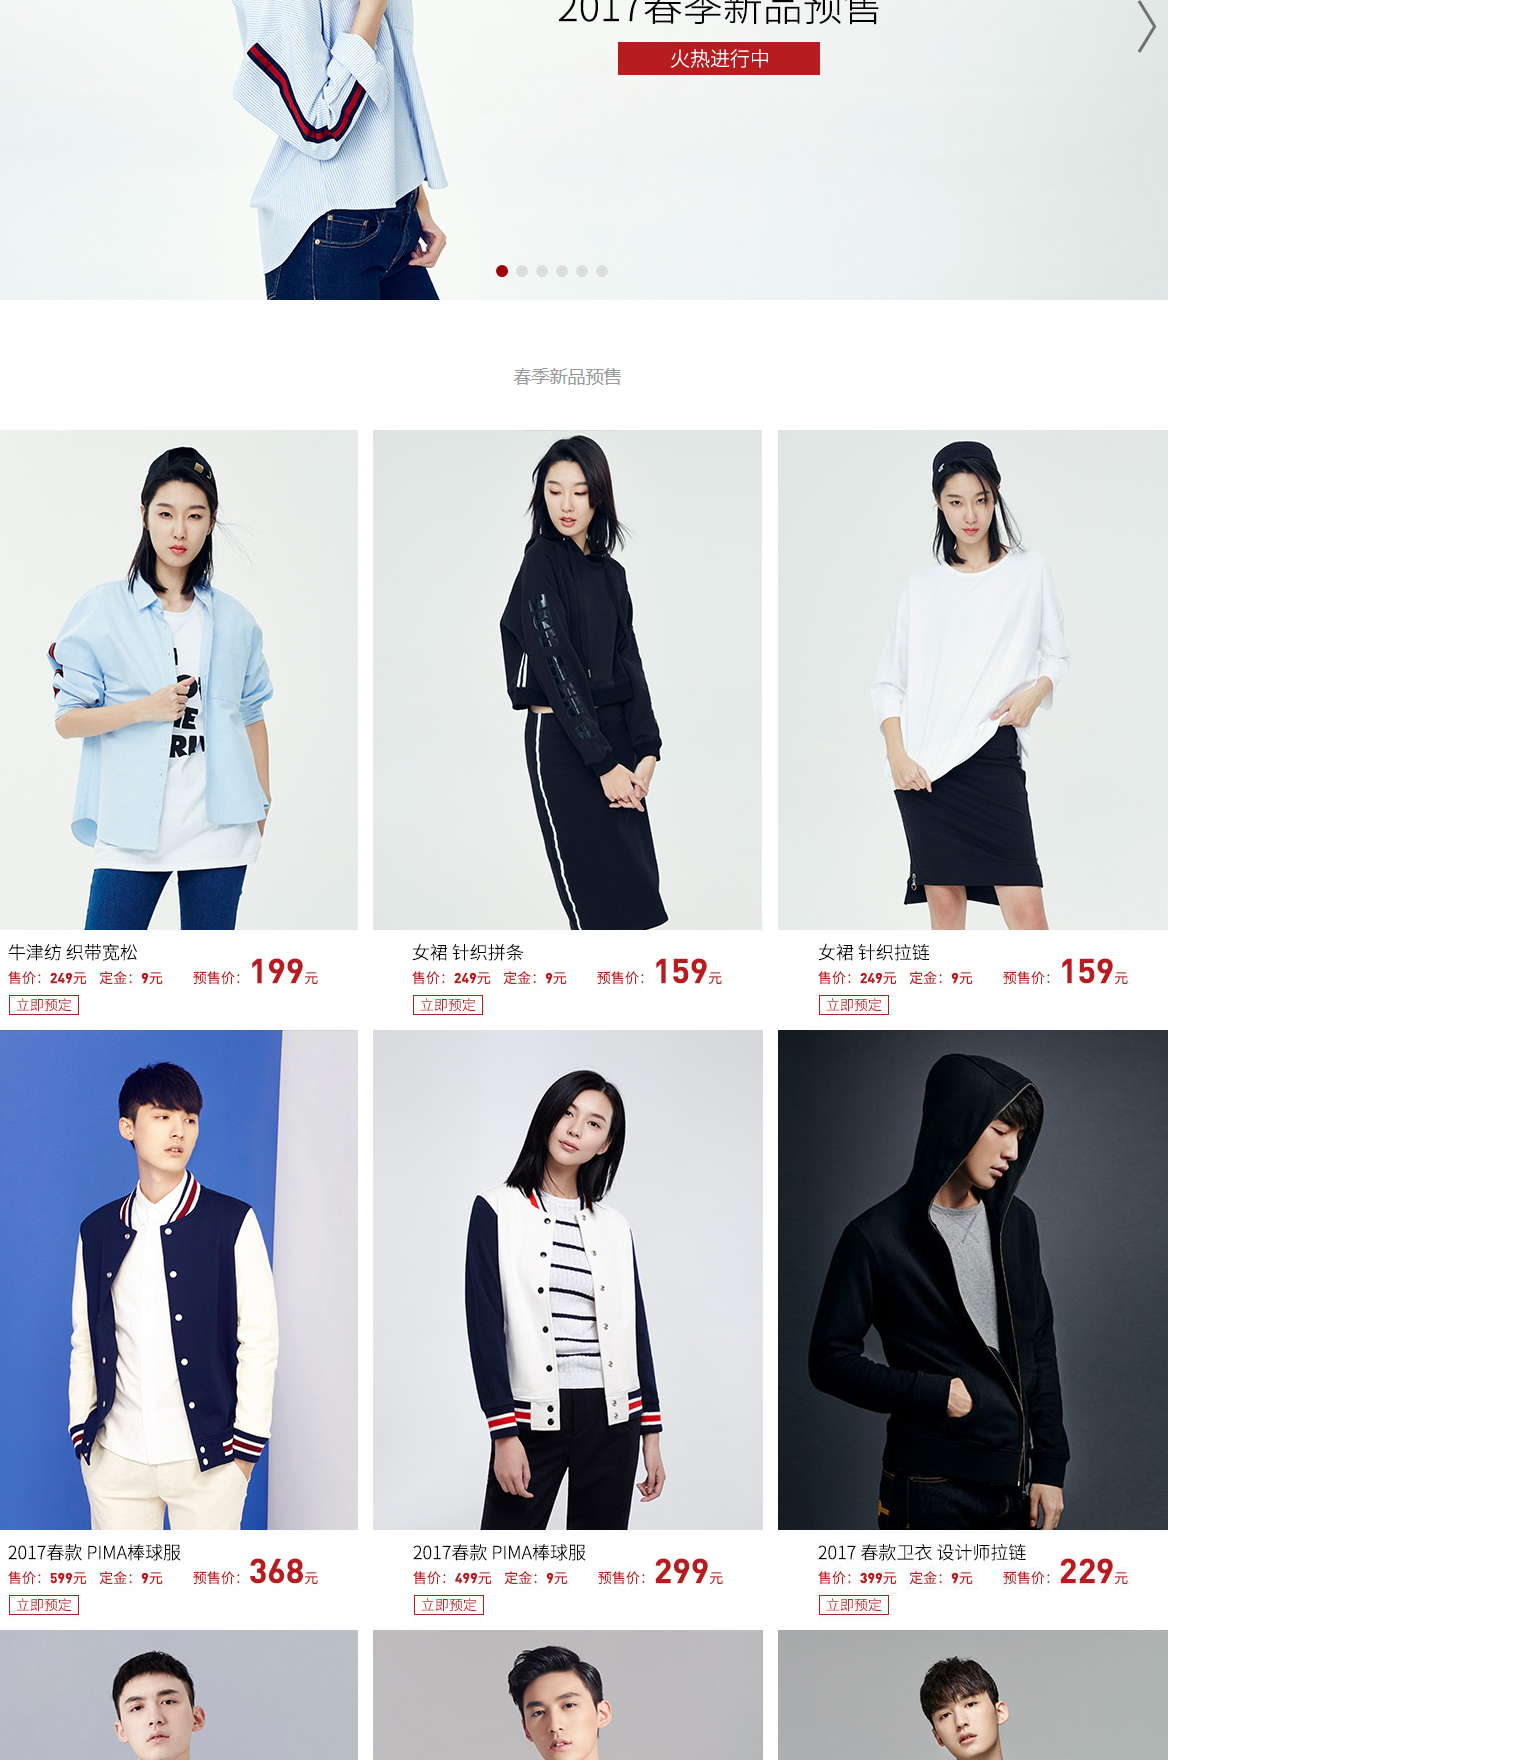 2017春季新品预售
火热进行中
春季新品预售
牛津纺 织带宽松
售价：249元 定金：9元 预售价：199元
立即预定
女裙 针织拼条
售价：249元 定金：9元 预售价：159元
立即预定
女裙 针织拉链
售价：249元 定金：9元 预售价：159元
立即预定
2017春款 PIMA棒球服
售价：599元 定金：9元 预售价：368元
立即预定
2017春款 PIMA棒球服
售价：499元 定金：9元 预售价：299元
立即预定
2017 春款卫衣 设计师拉链
售价：399元 定金：9元 预售价：229元
立即预定